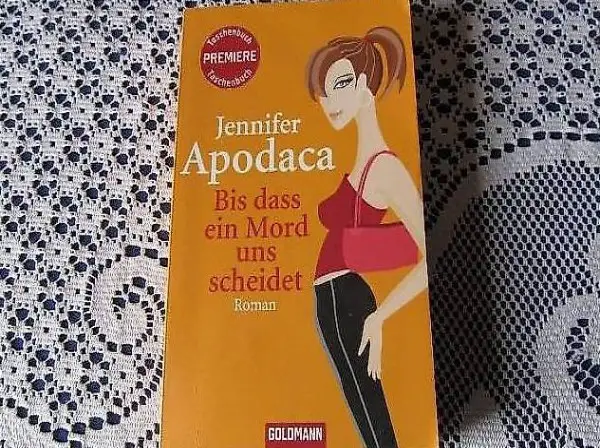 Taschenbuch
PREMIERE
Taschenbuch
Jennifer
Apodaca
Bis dass
ein Mord
uns
scheidet
Roman
GOLDMANN